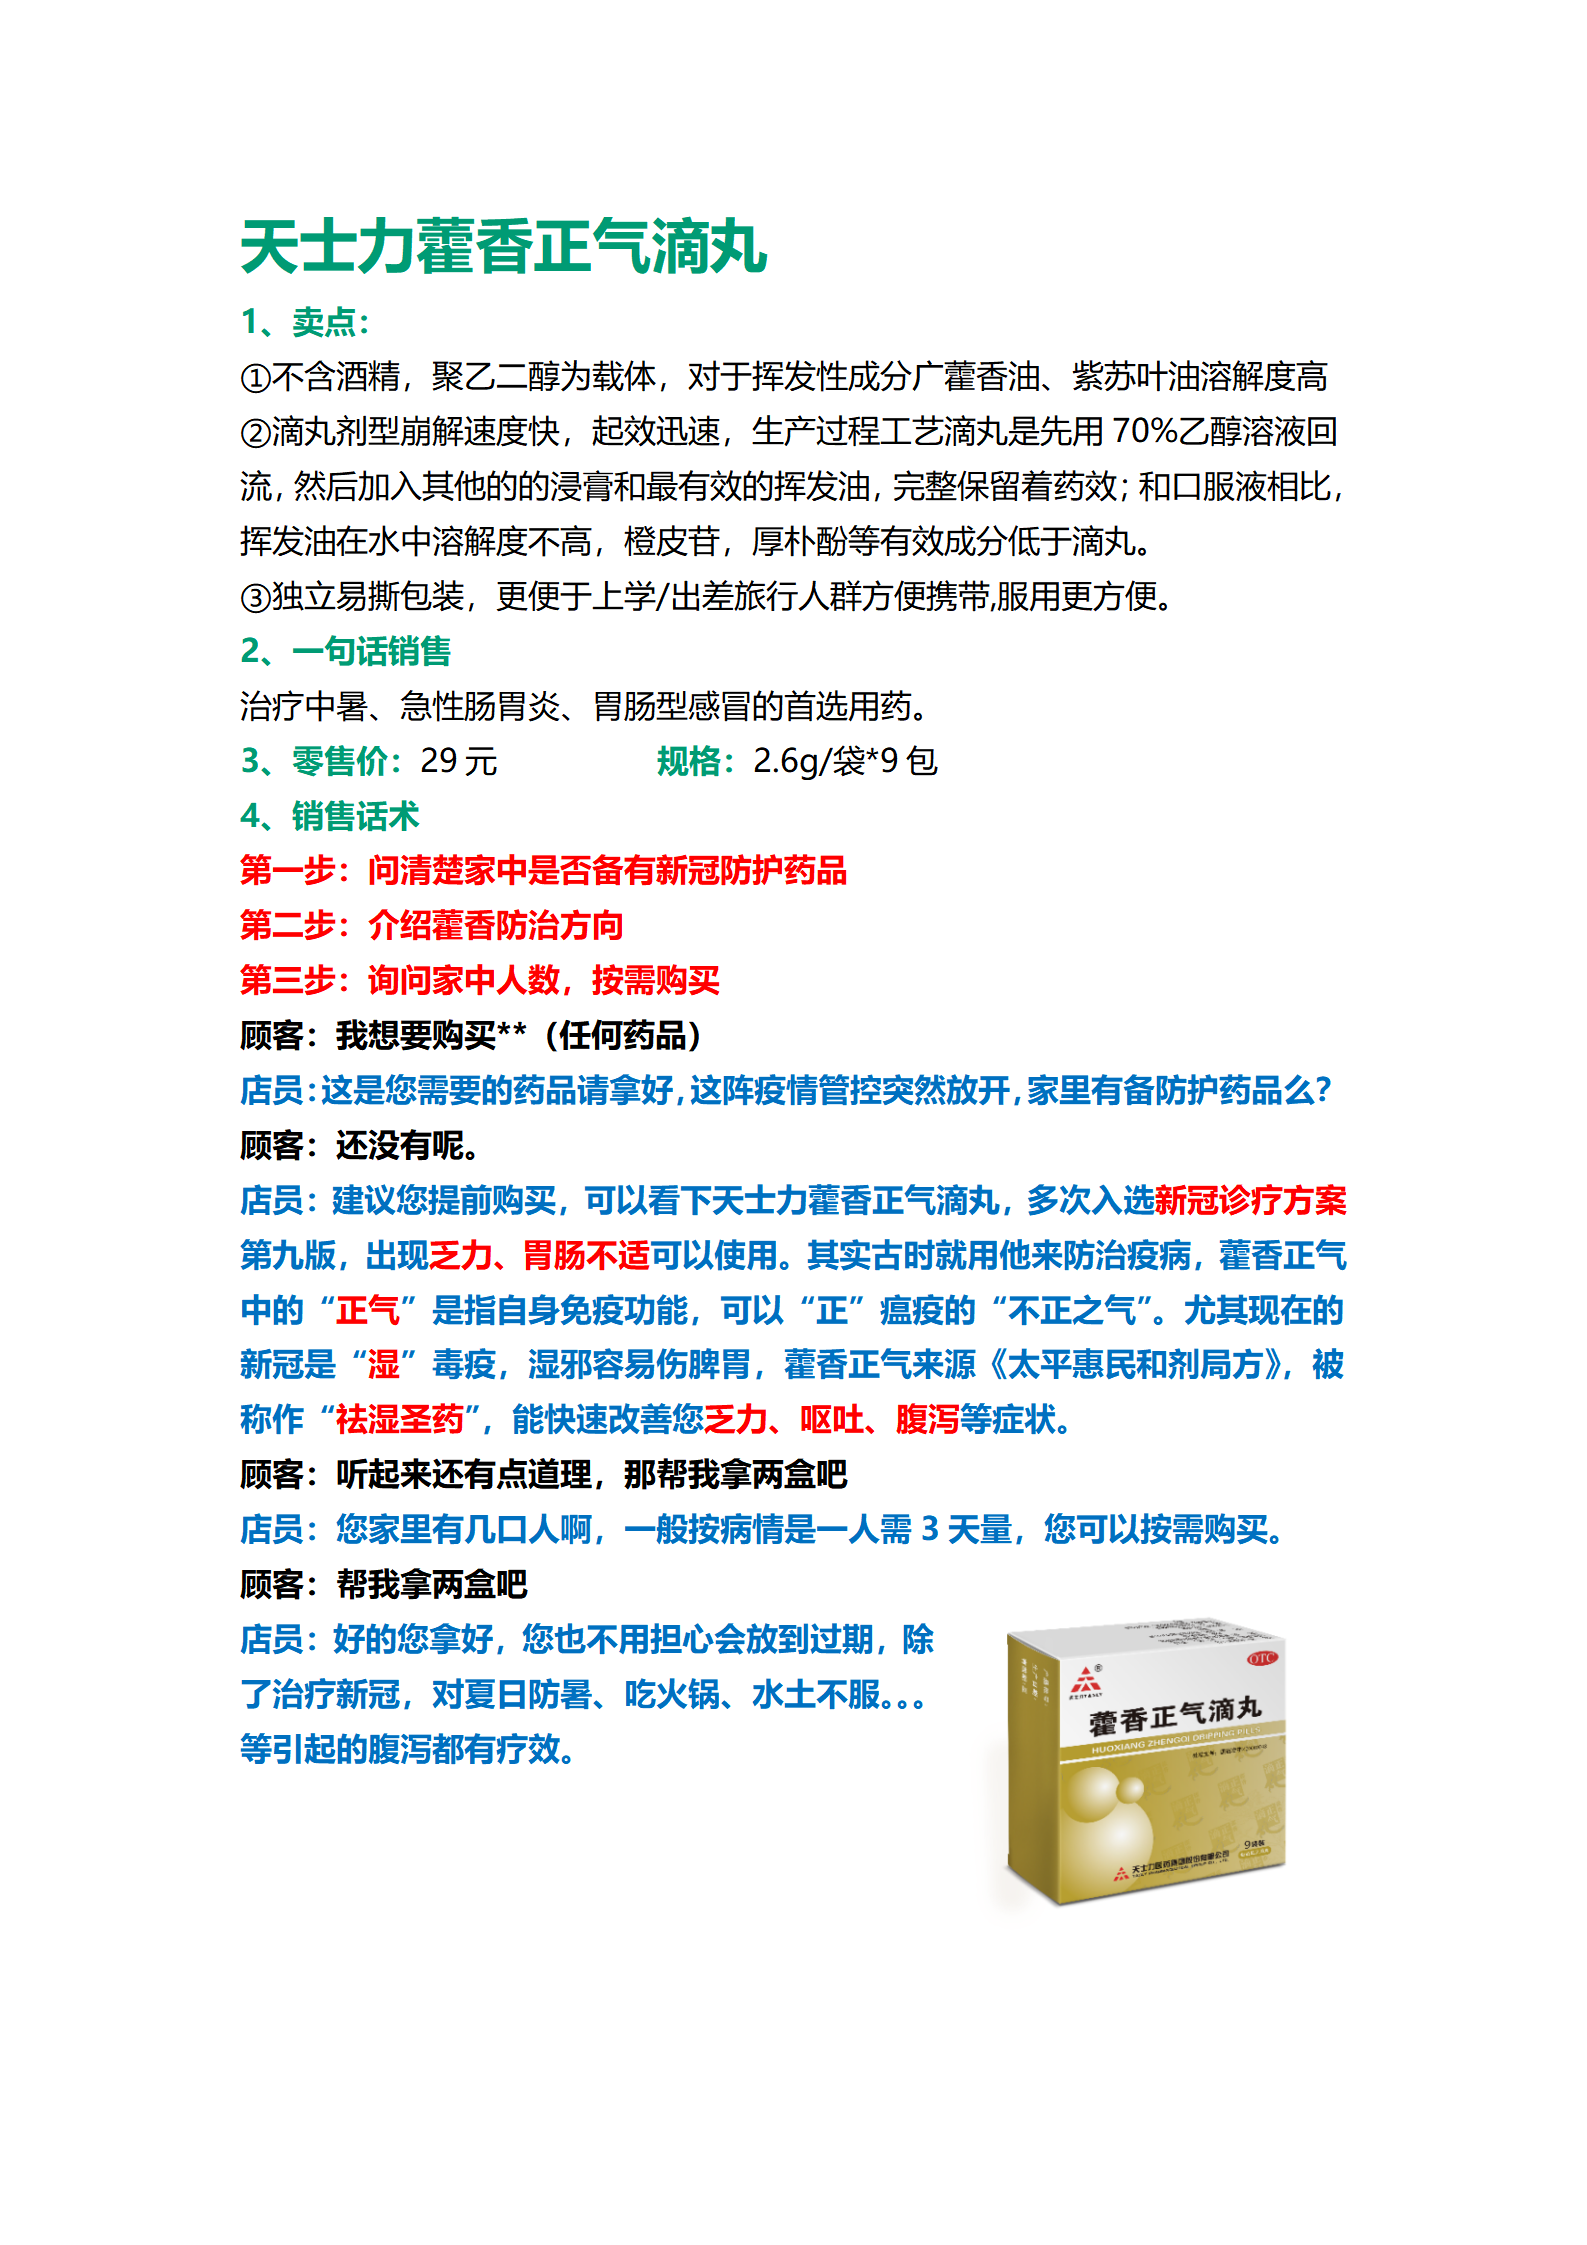 天士力藿香正气滴丸
1、卖点：
①不含酒精，聚乙二醇为载体，对于挥发性成分广藿香油、紫苏叶油溶解度高
②滴丸剂型崩解速度快，起效迅速，生产过程工艺滴丸是先用 70%乙醇溶液回
流，然后加入其他的的浸膏和最有效的挥发油，完整保留着药效；和口服液相比，
挥发油在水中溶解度不高，橙皮苷，厚朴酚等有效成分低于滴丸。
③独立易撕包装，更便于上学/出差旅行人群方便携带,服用更方便。
2、一句话销售
治疗中暑、急性肠胃炎、胃肠型感冒的首选用药。
3、零售价：29 元 规格：2.6g/袋*9 包
4、销售话术
第一步：问清楚家中是否备有新冠防护药品
第二步：介绍藿香防治方向
第三步：询问家中人数，按需购买
顾客：我想要购买**（任何药品）
店员：这是您需要的药品请拿好，这阵疫情管控突然放开，家里有备防护药品么？
顾客：还没有呢。
店员：建议您提前购买，可以看下天士力藿香正气滴丸，多次入选新冠诊疗方案
第九版，出现乏力、胃肠不适可以使用。其实古时就用他来防治疫病，藿香正气
中的“正气”是指自身免疫功能，可以“正”瘟疫的“不正之气”。尤其现在的
新冠是“湿”毒疫，湿邪容易伤脾胃，藿香正气来源《太平惠民和剂局方》，被
称作“祛湿圣药”，能快速改善您乏力、呕吐、腹泻等症状。
顾客：听起来还有点道理，那帮我拿两盒吧
店员：您家里有几口人啊，一般按病情是一人需 3 天量，您可以按需购买。
顾客：帮我拿两盒吧
店员：好的您拿好，您也不用担心会放到过期，除
了治疗新冠，对夏日防暑、吃火锅、水土不服。。。
等引起的腹泻都有疗效。
OTC
藿香正气滴丸
HUOXIANG ZHENGQI DRIPPING PILLS
9袋装
天士力医药集团股份有限公司